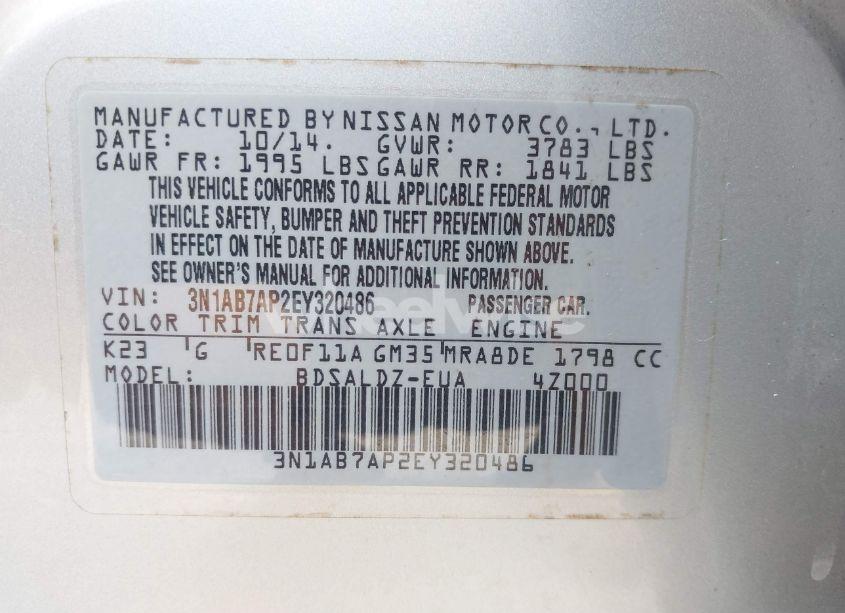 MANUFACTURED BY NISSAN MOTOR CO., LTD.
DATE: 10/14. GVWR: 3783 LBS
GAWR FR: 1995 LBS GAWR RR: 1841 LBS
THIS VEHICLE CONFORMS TO ALL APPLICABLE FEDERAL MOTOR
VEHICLE SAFETY, BUMPER AND THEFT PREVENTION STANDARDS
IN EFFECT ON THE DATE OF MANUFACTURE SHOWN ABOVE.
SEE OWNER'S MANUAL FOR ADDITIONAL INFORMATION.
VIN: 3N1AB7AP2EY320486 PASSENGER CAR.
COLOR TRIM TRANS AXLE ENGINE
K23 G RE0F11A GM35 MRA8DE 1798 CC
MODEL: BDSALDZ-EUA 4Z000
3N1AB7AP2EY320486